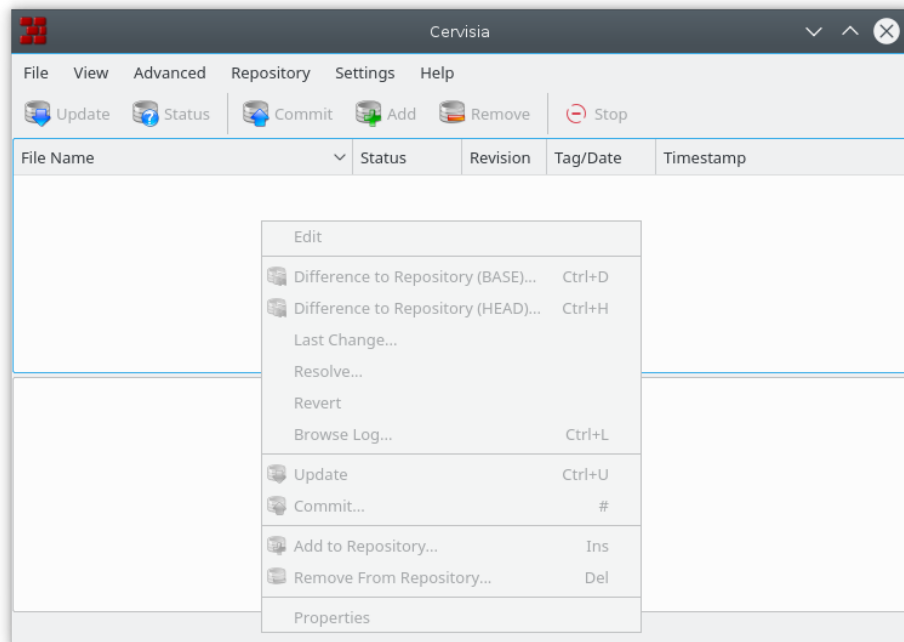 Cervisia
File View Advanced Repository Settings Help
Update Status Commit Add Remove Stop
File Name Status Revision Tag/Date Timestamp
Edit
Difference to Repository (BASE)... Ctrl+D
Difference to Repository (HEAD)... Ctrl+H
Last Change...
Resolve...
Revert
Browse Log... Ctrl+L
Update Ctrl+U
Commit... #
Add to Repository... Ins
Remove From Repository... Del
Properties